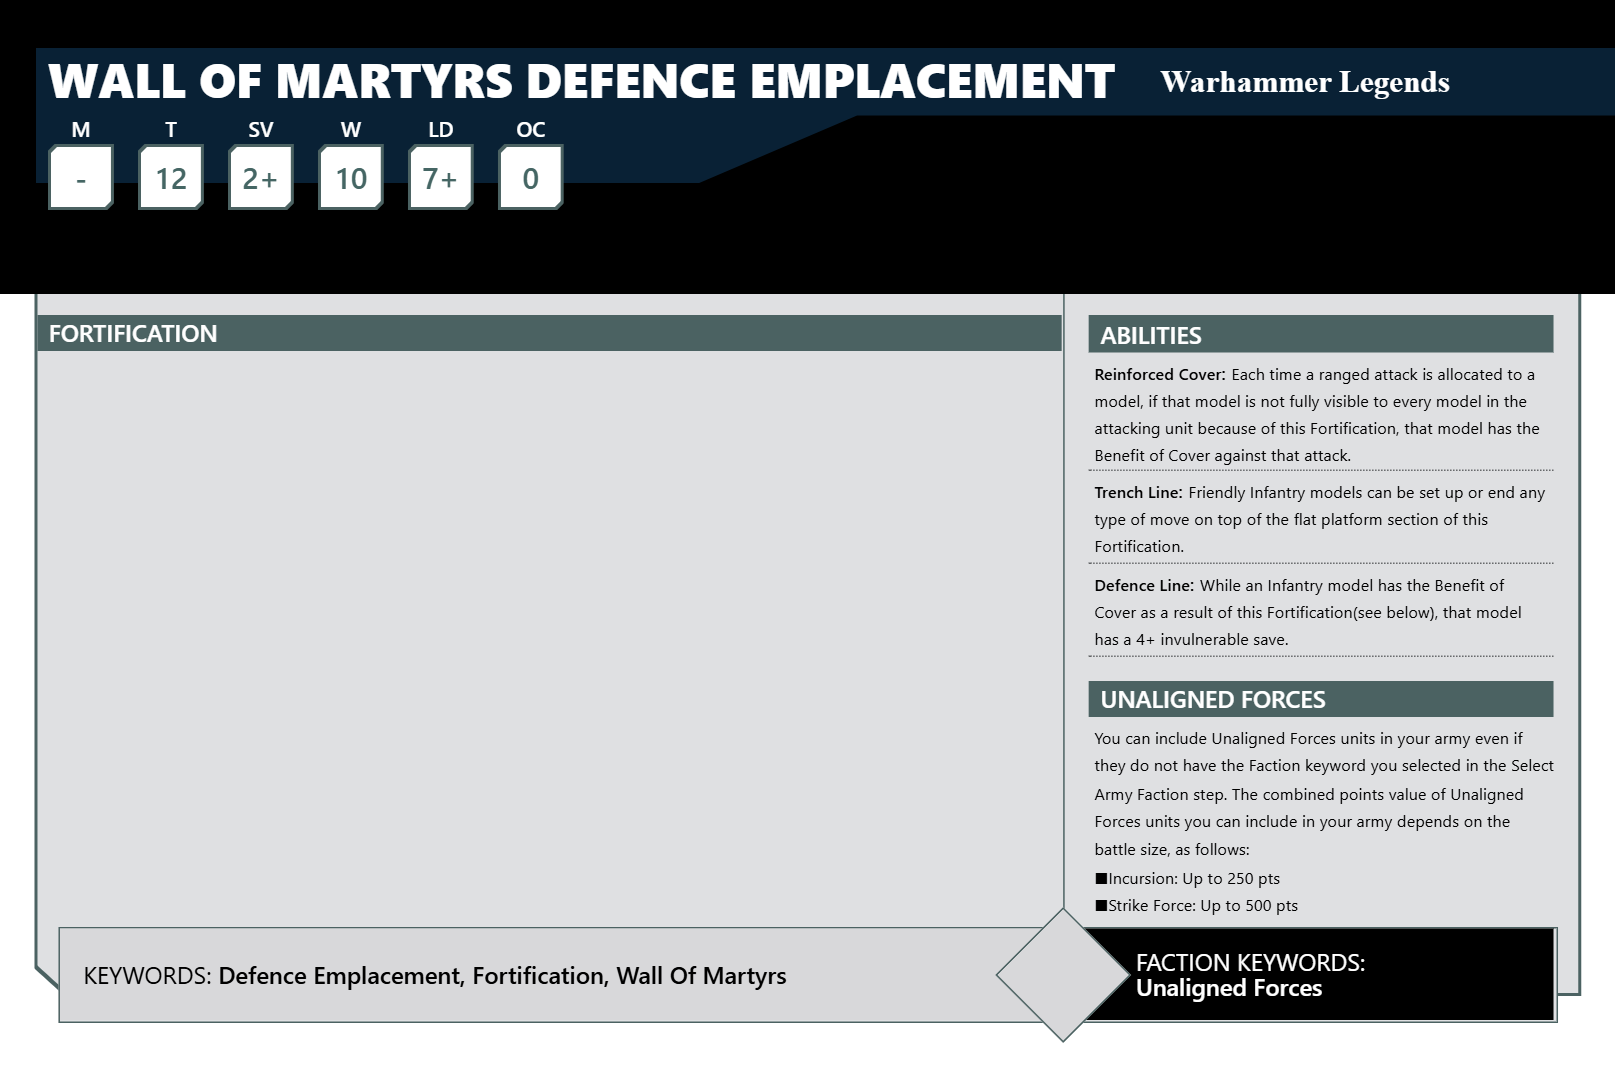 WALL OF MARTYRS DEFENCE EMPLACEMENT Warhammer Legends
M T SV W LD OC
- 12 2+ 10 7+ 0
FORTIFICATION
ABILITIES
Reinforced Cover: Each time a ranged attack is allocated to a
model, if that model is not fully visible to every model in the
attacking unit because of this Fortification, that model has the
Benefit of Cover against that attack.
Trench Line: Friendly Infantry models can be set up or end any
type of move on top of the flat platform section of this
Fortification.
Defence Line: While an Infantry model has the Benefit of
Cover as a result of this Fortification(see below), that model
has a 4+ invulnerable save.
UNALIGNED FORCES
You can include Unaligned Forces units in your army even if
they do not have the Faction keyword you selected in the Select
Army Faction step. The combined points value of Unaligned
Forces units you can include in your army depends on the
battle size, as follows:
■Incursion: Up to 250 pts
■Strike Force: Up to 500 pts
KEYWORDS: Defence Emplacement, Fortification, Wall Of Martyrs
FACTION KEYWORDS:
Unaligned Forces